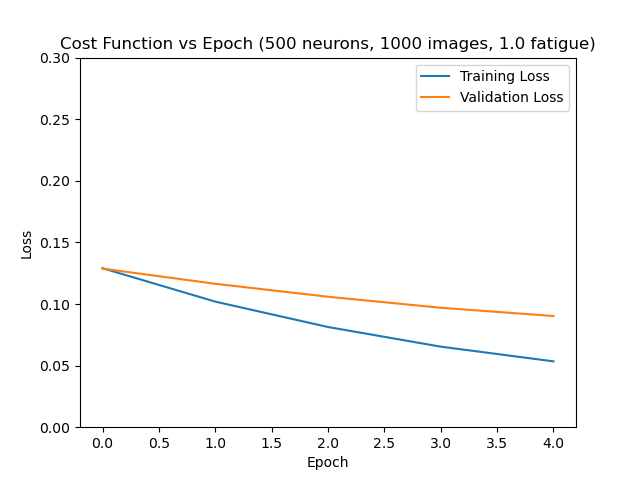 Cost Function vs Epoch (500 neurons, 1000 images, 1.0 fatigue)
Training Loss
Validation Loss
0.30
0.25
0.20
0.15
0.10
0.05
0.00
Loss
0.0 0.5 1.0 1.5 2.0 2.5 3.0 3.5 4.0
Epoch